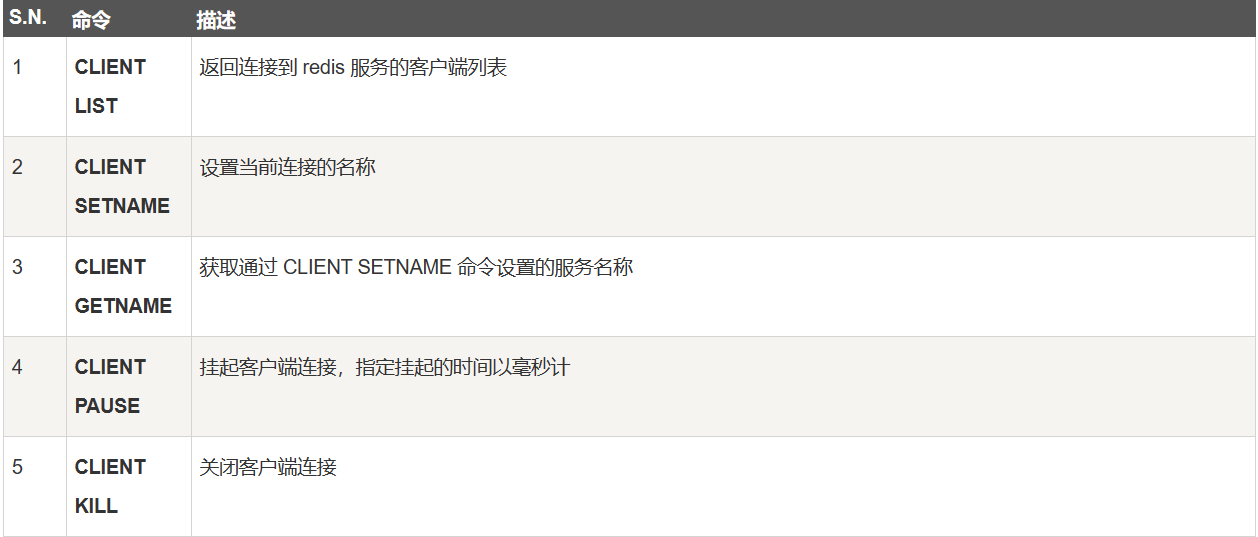 S.N. 命令 描述
1 CLIENT 返回连接到 redis 服务的客户端列表
LIST
2 CLIENT 设置当前连接的名称
SETNAME
3 CLIENT 获取通过 CLIENT SETNAME 命令设置的服务名称
GETNAME
4 CLIENT 挂起客户端连接，指定挂起的时间以毫秒计
PAUSE
5 CLIENT 关闭客户端连接
KILL